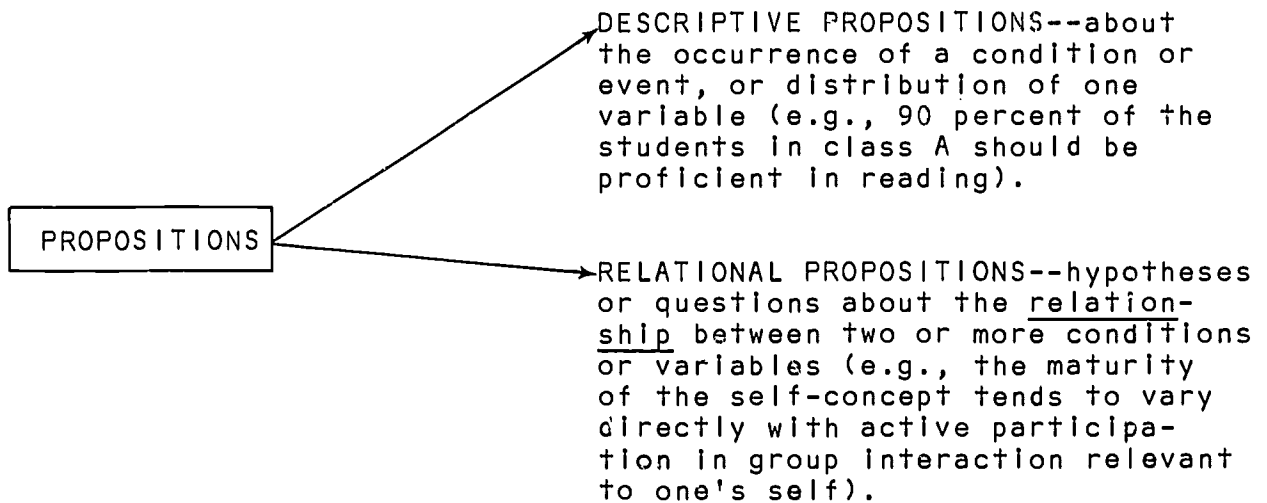 DESCRIPTIVE PROPOSITIONS--about
the occurrence of a condition or
event, or distribution of one
variable (e.g., 90 percent of the
students in class A should be
proficient in reading).
PROPOSITIONS
RELATIONAL PROPOSITIONS--hypotheses
or questions about the relation-
ship between two or more conditions
or variables (e.g., the maturity
of the self-concept tends to vary
directly with active participa-
tion in group interaction relevant
to one's self).